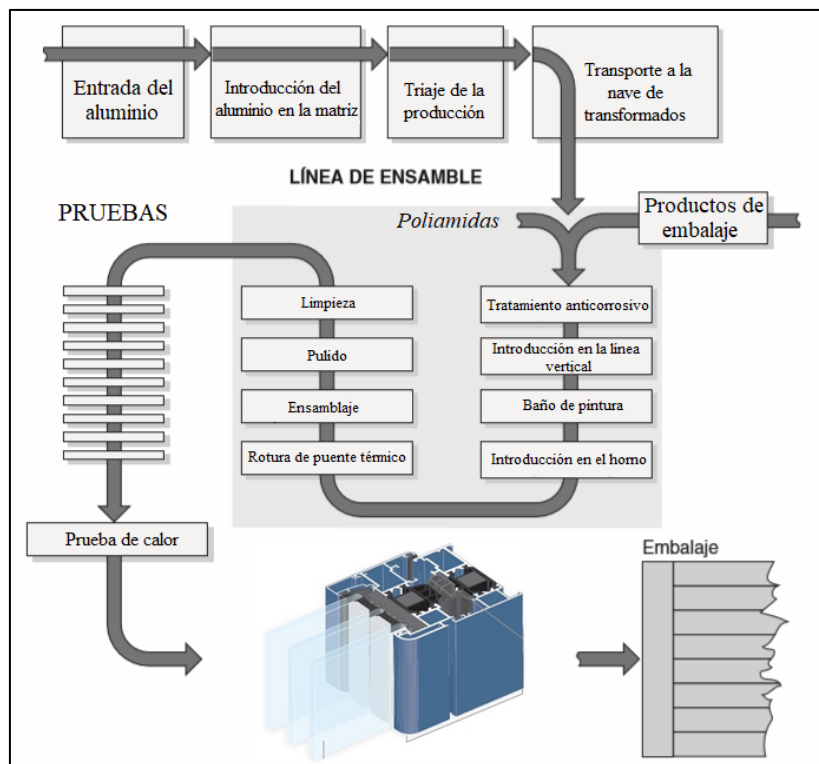 Entrada del
aluminio
Introducción del
aluminio en la matriz
Triaje de la
producción
Transporte a la
nave de
transformados
LÍNEA DE ENSAMBLE
PRUEBAS
Poliamidas
Productos de
embalaje
Limpieza
Pulido
Ensamblaje
Rotura de puente térmico
Tratamiento anticorrosivo
Introducción en la línea
vertical
Baño de pintura
Introducción en el horno
Prueba de calor
Embalaje